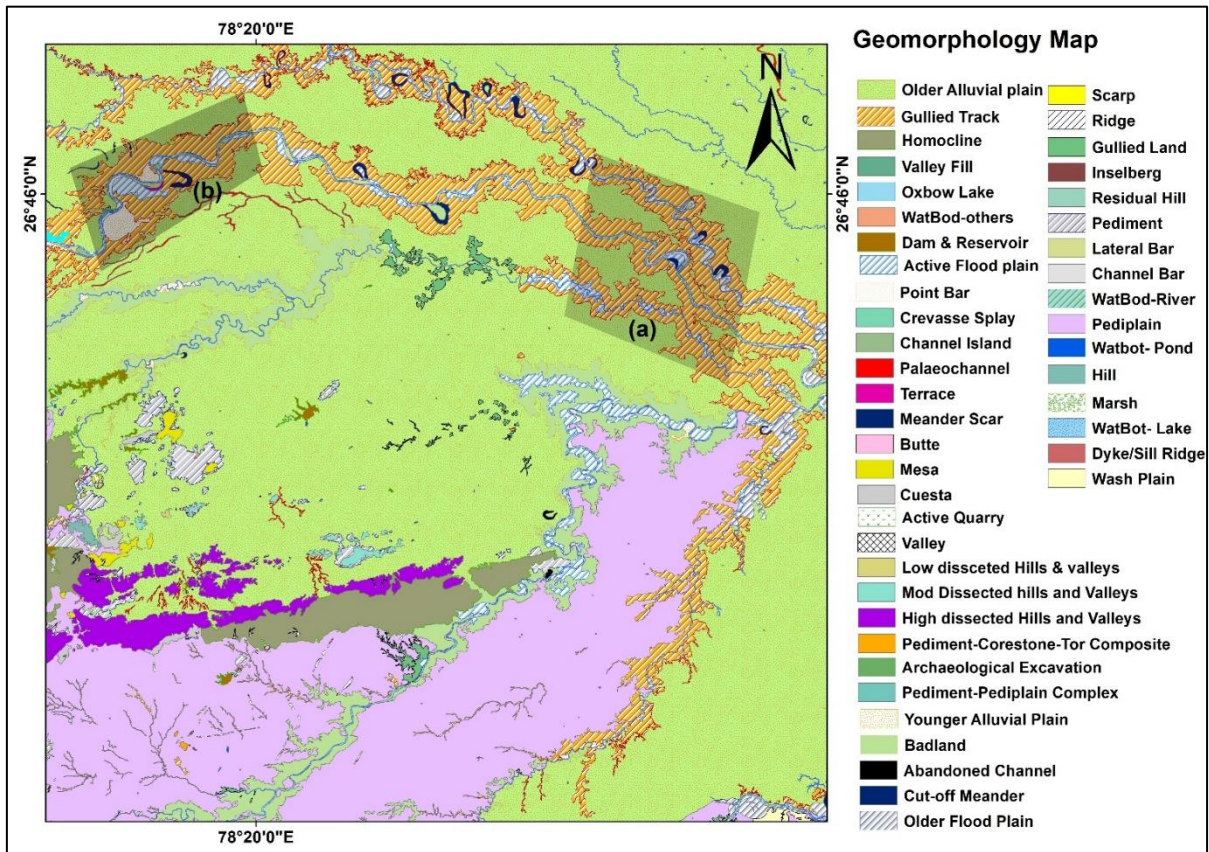 78°20'0"E
Geomorphology Map
N
26°46'0"N
26°46'0"N
(b)
(a)
78°20'0"E
Older Alluvial plain
Gullied Track
Homocline
Valley Fill
Oxbow Lake
WatBod-others
Dam & Reservoir
Active Flood plain
Point Bar
Crevasse Splay
Channel Island
Palaeochannel
Terrace
Meander Scar
Butte
Mesa
Cuesta
Active Quarry
Valley
Low dissceted Hills & valleys
Mod Dissected hills and Valleys
High dissected Hills and Valleys
Pediment-Corestone-Tor Composite
Archaeological Excavation
Pediment-Pediplain Complex
Younger Alluvial Plain
Badland
Abandoned Channel
Cut-off Meander
Older Flood Plain
Scarp
Ridge
Gullied Land
Inselberg
Residual Hill
Pediment
Lateral Bar
Channel Bar
WatBod-River
Pediplain
Watbot- Pond
Hill
Marsh
WatBot- Lake
Dyke/Sill Ridge
Wash Plain